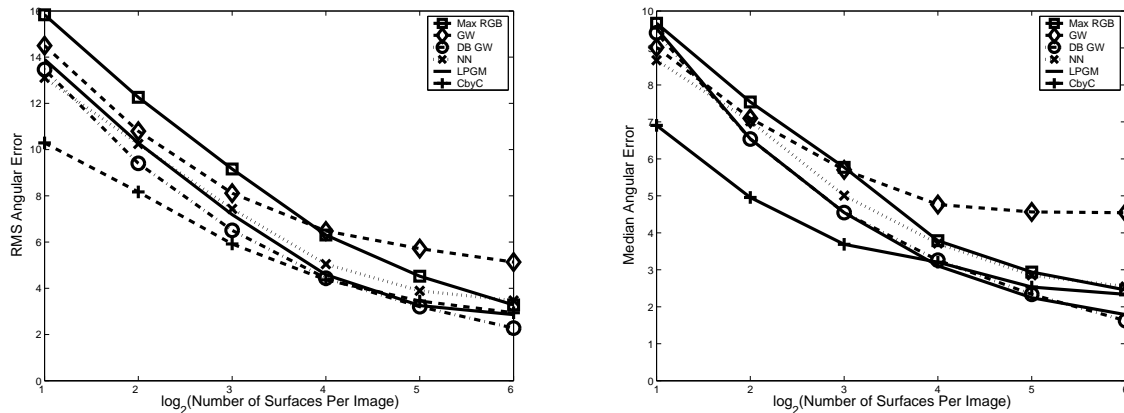 16
14
12
10
8
6
4
2
0
RMS Angular Error
1 2 3 4 5 6
log2(Number of Surfaces Per Image)
Max RGB
GW
DB GW
NN
LPGM
CbyC
10
9
8
7
6
5
4
3
2
1
0
Median Angular Error
1 2 3 4 5 6
log2(Number of Surfaces Per Image)
Max RGB
GW
DB GW
NN
LPGM
CbyC